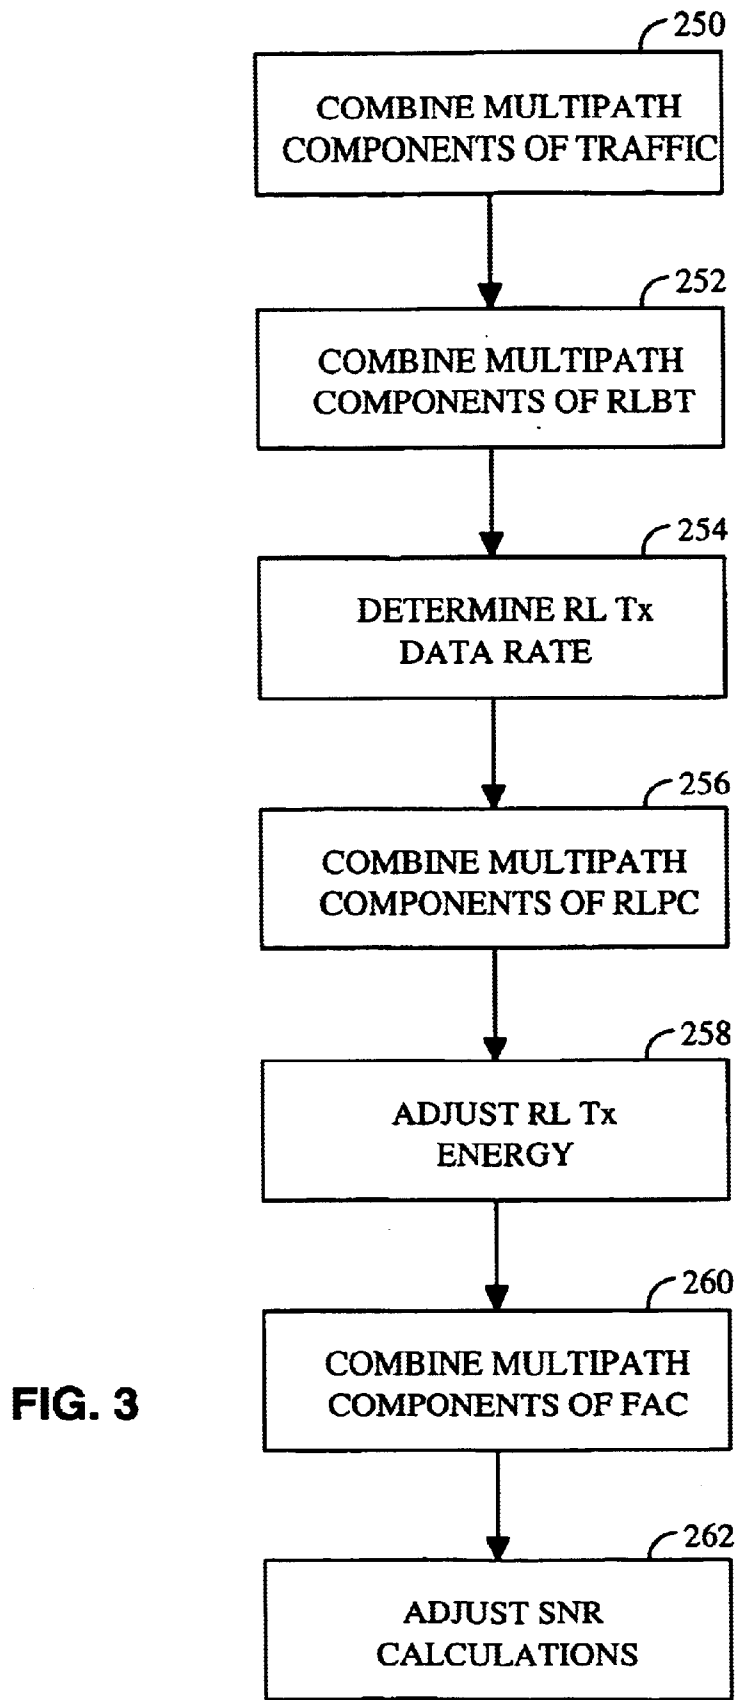 250
COMBINE MULTIPATH
COMPONENTS OF TRAFFIC
252
COMBINE MULTIPATH
COMPONENTS OF RLBT
254
DETERMINE RL Tx
DATA RATE
256
COMBINE MULTIPATH
COMPONENTS OF RLPC
258
ADJUST RL Tx
ENERGY
260
COMBINE MULTIPATH
COMPONENTS OF FAC
FIG. 3
262
ADJUST SNR
CALCULATIONS